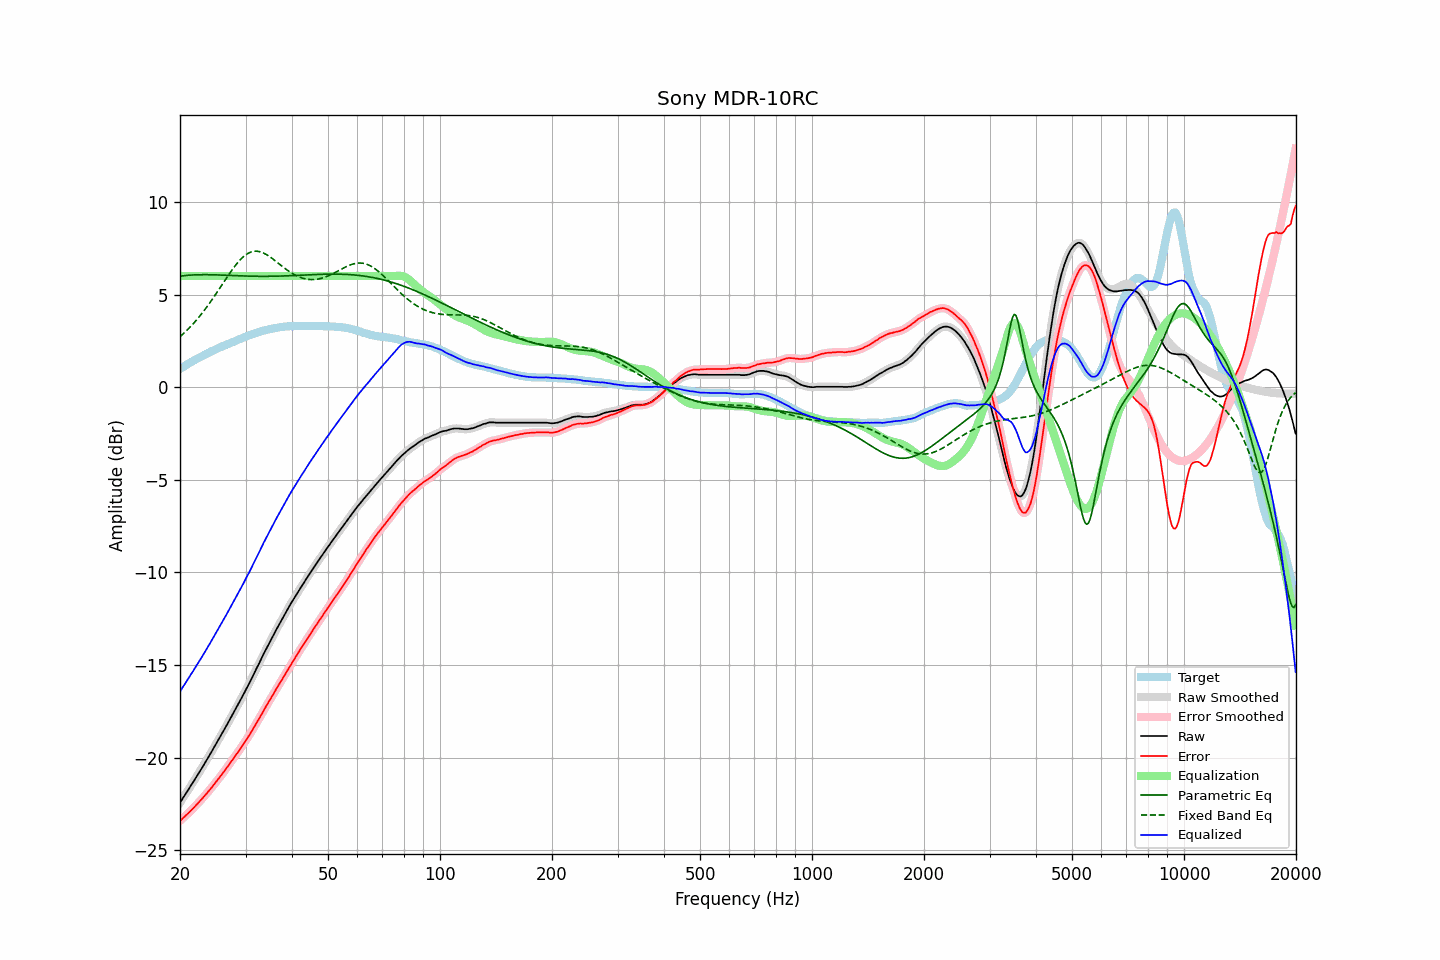 Sony MDR-10RC
Amplitude (dBr)
10
5
0
−5
−10
−15
−20
−25
20
50
100
200
500
1000
2000
5000
10000
20000
Frequency (Hz)
Target
Raw Smoothed
Error Smoothed
Raw
Error
Equalization
Parametric Eq
Fixed Band Eq
Equalized